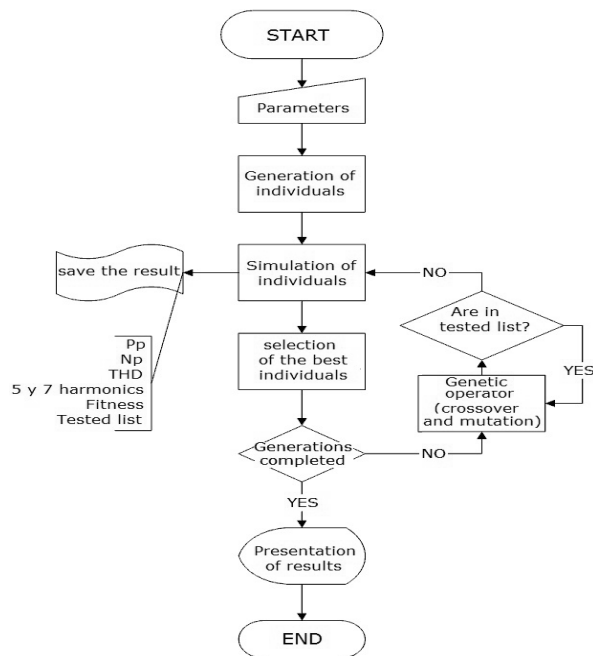 START
Parameters
Generation of
individuals
save the result
Simulation of
individuals
NO
Are in
tested list?
YES
Pp
Np
THD
5 y 7 harmonics
Fitness
Tested list
selection
of the best
individuals
Genetic
operator
(crossover
and mutation)
Generations
completed
NO
YES
Presentation
of results
END